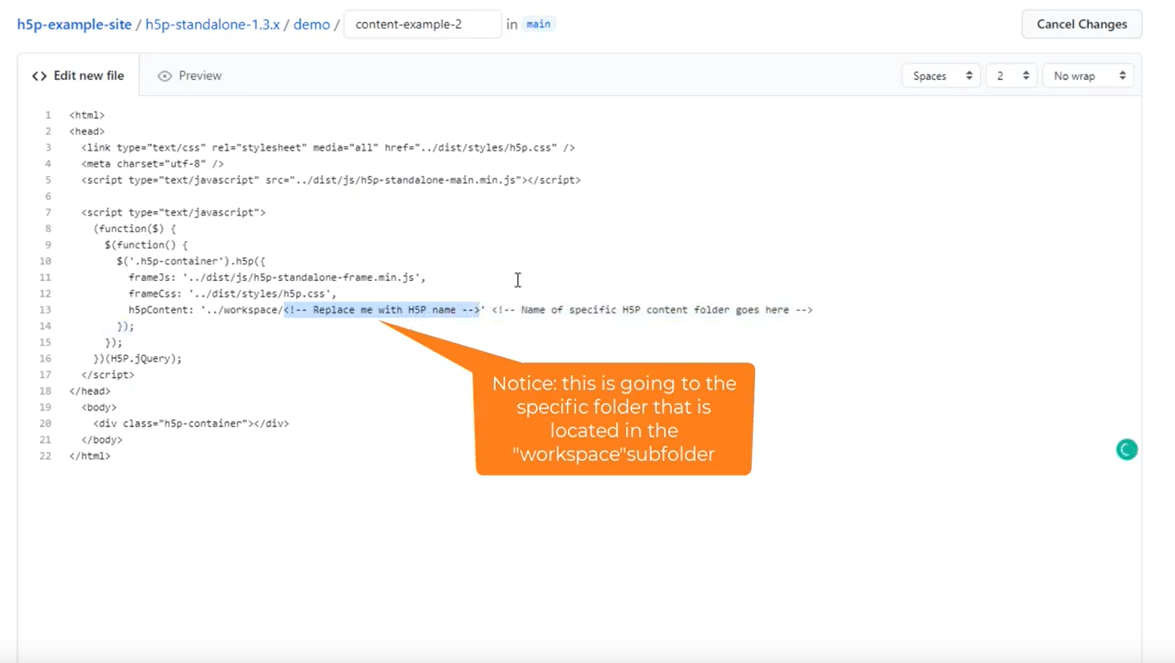 h5p-example-site / h5p-standalone-1.3.x / demo / content-example-2 in main Cancel Changes
<> Edit new file Preview Spaces 2 No wrap
1 <html>
2 <head>
3 <link type="text/css" rel="stylesheet" media="all" href="../dist/styles/h5p.css" />
4 <meta charset="utf-8" />
5 <script type="text/javascript" src="../dist/js/h5p-standalone-main.min.js"></script>
6
7 <script type="text/javascript">
8 (function($) {
9 $(function() {
10 $('.h5p-container').h5p({
11 frameJs: '../dist/js/h5p-standalone-frame.min.js',
12 frameCss: '../dist/styles/h5p.css',
13 h5pContent: '../workspace/<!-- Replace me with H5P name -->' <!-- Name of specific H5P content folder goes here -->
14 });
15 });
16 })(H5P.jQuery);
17 </script>
18 </head>
19 <body>
20 <div class="h5p-container"></div>
21 </body>
22 </html>
Notice: this is going to the
specific folder that is
located in the
"workspace"subfolder